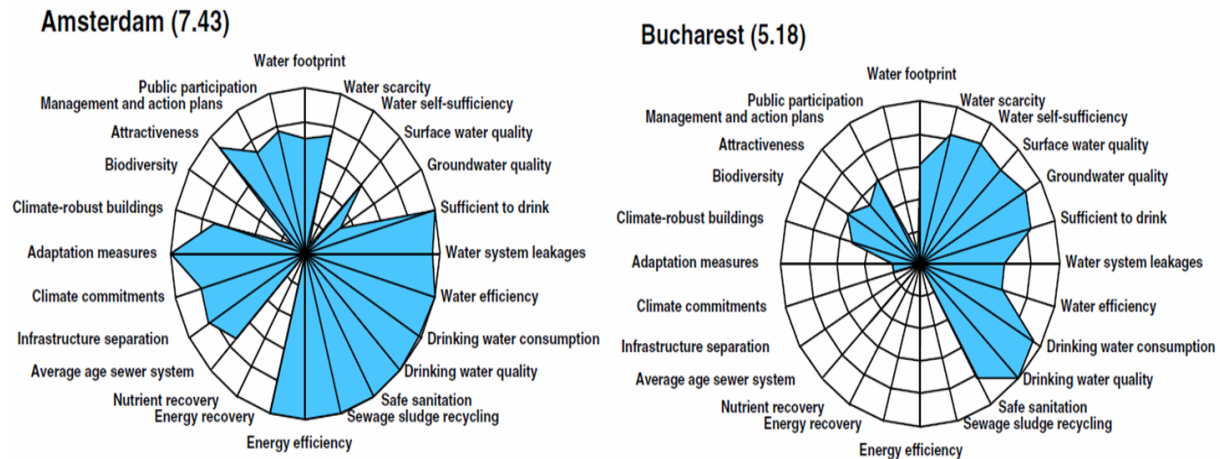 Amsterdam (7.43)
Water footprint
Water scarcity
Water self-sufficiency
Surface water quality
Groundwater quality
Sufficient to drink
Water system leakages
Water efficiency
Drinking water consumption
Drinking water quality
Safe sanitation
Sewage sludge recycling
Energy efficiency
Energy recovery
Nutrient recovery
Average age sewer system
Infrastructure separation
Climate commitments
Adaptation measures
Climate-robust buildings
Biodiversity
Attractiveness
Management and action plans
Public participation
Bucharest (5.18)
Water footprint
Water scarcity
Water self-sufficiency
Surface water quality
Groundwater quality
Sufficient to drink
Water system leakages
Water efficiency
Drinking water consumption
Drinking water quality
Safe sanitation
Sewage sludge recycling
Energy efficiency
Energy recovery
Nutrient recovery
Average age sewer system
Infrastructure separation
Climate commitments
Adaptation measures
Climate-robust buildings
Biodiversity
Attractiveness
Management and action plans
Public participation